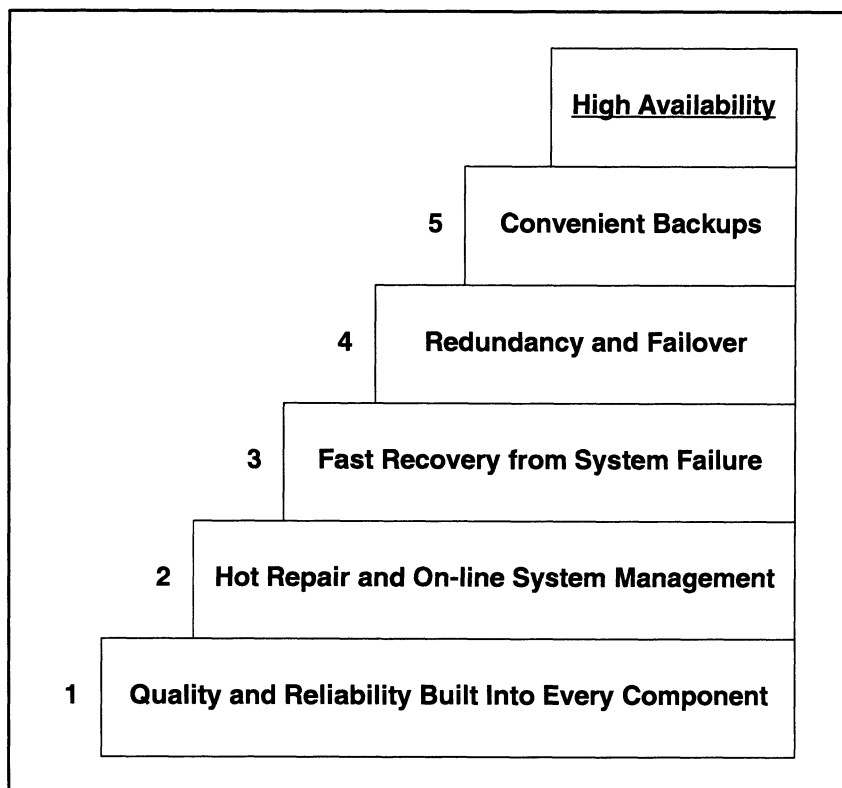 High Availability
5 Convenient Backups
4 Redundancy and Failover
3 Fast Recovery from System Failure
2 Hot Repair and On-line System Management
1 Quality and Reliability Built Into Every Component